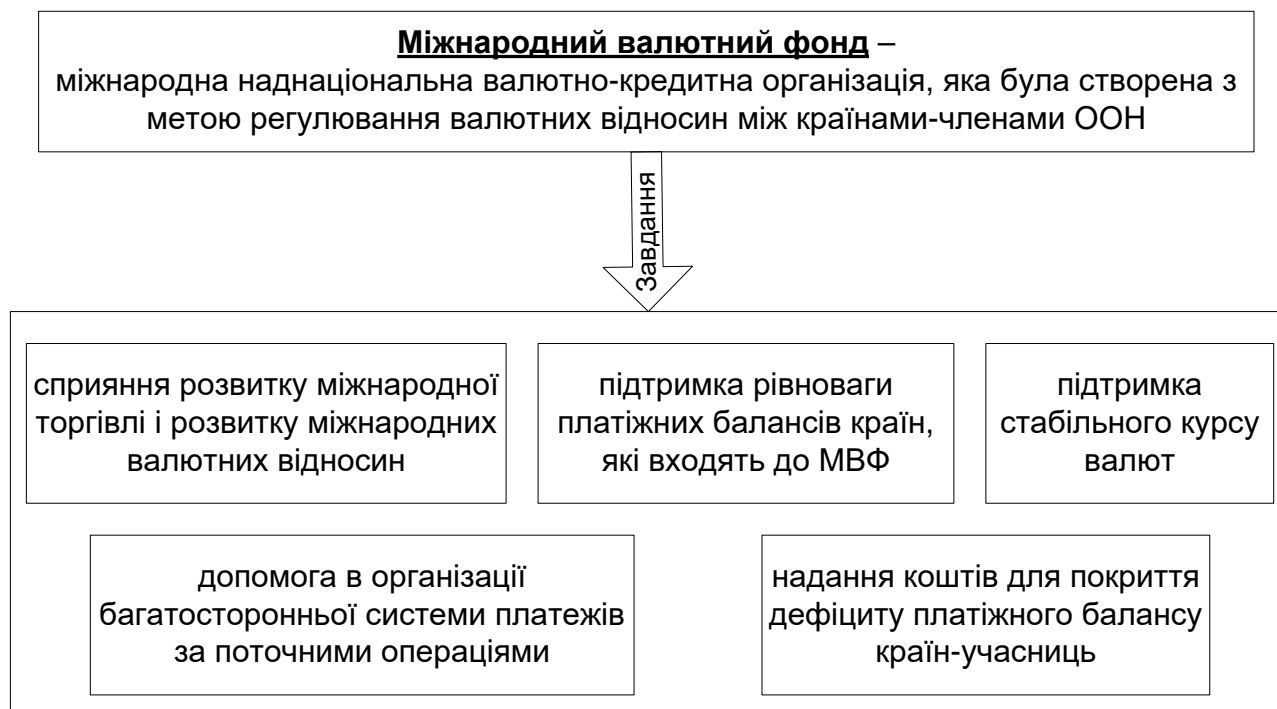 Міжнародний валютний фонд –
міжнародна наднаціональна валютно-кредитна організація, яка була створена з
метою регулювання валютних відносин між країнами-членами ООН
Завдання
сприяння розвитку міжнародної
торгівлі і розвитку міжнародних
валютних відносин
підтримка рівноваги
платіжних балансів країн,
які входять до МВФ
підтримка
стабільного курсу
валют
допомога в організації
багатосторонньої системи платежів
за поточними операціями
надання коштів для покриття
дефіциту платіжного балансу
країн-учасниць